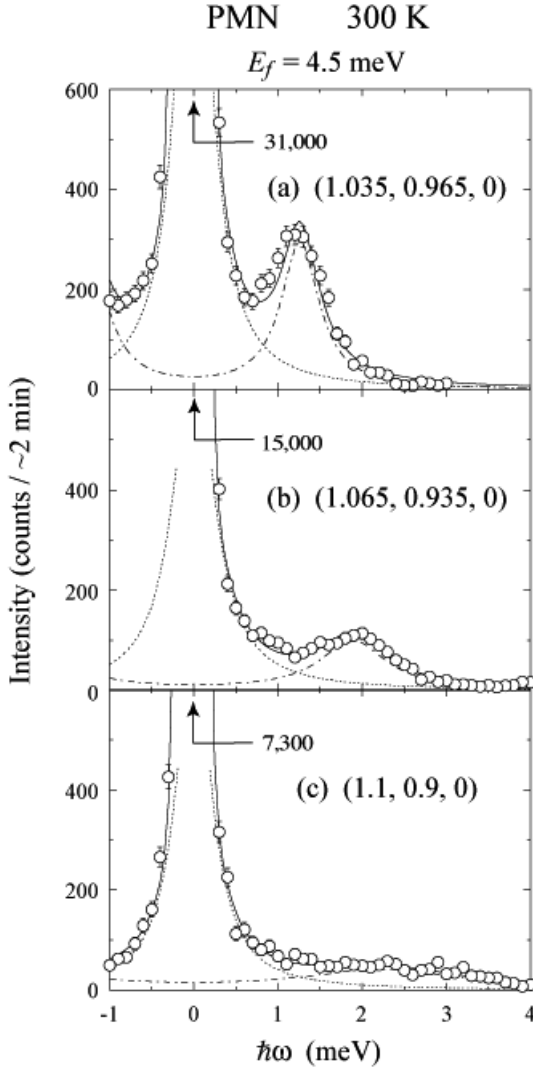 PMN 300 K
E_f = 4.5 meV
600
31,000
(a) (1.035, 0.965, 0)
400
200
0
15,000
(b) (1.065, 0.935, 0)
400
200
0
7,300
(c) (1.1, 0.9, 0)
400
200
0
-1 0 1 2 3 4
ħω (meV)
Intensity (counts / ~2 min)